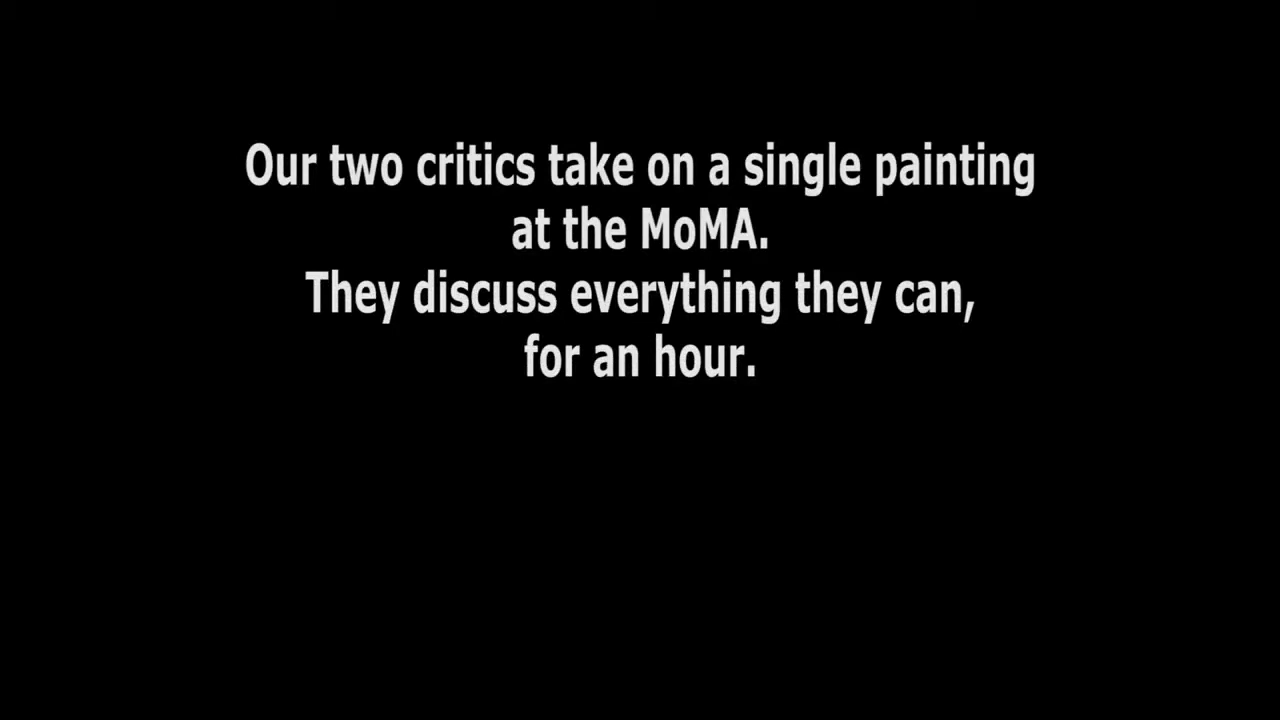 Our two critics take on a single painting
at the MoMA.
They discuss everything they can,
for an hour.